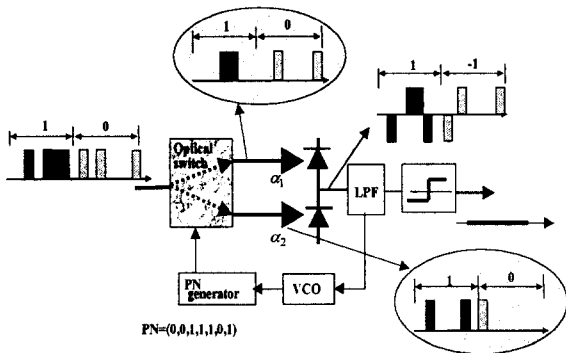 1 0
1 -1
1 0
Optical
switch
α1
α2
LPF
1 0
PN
generator
VCO
PN=(0,0,1,1,1,0,1)